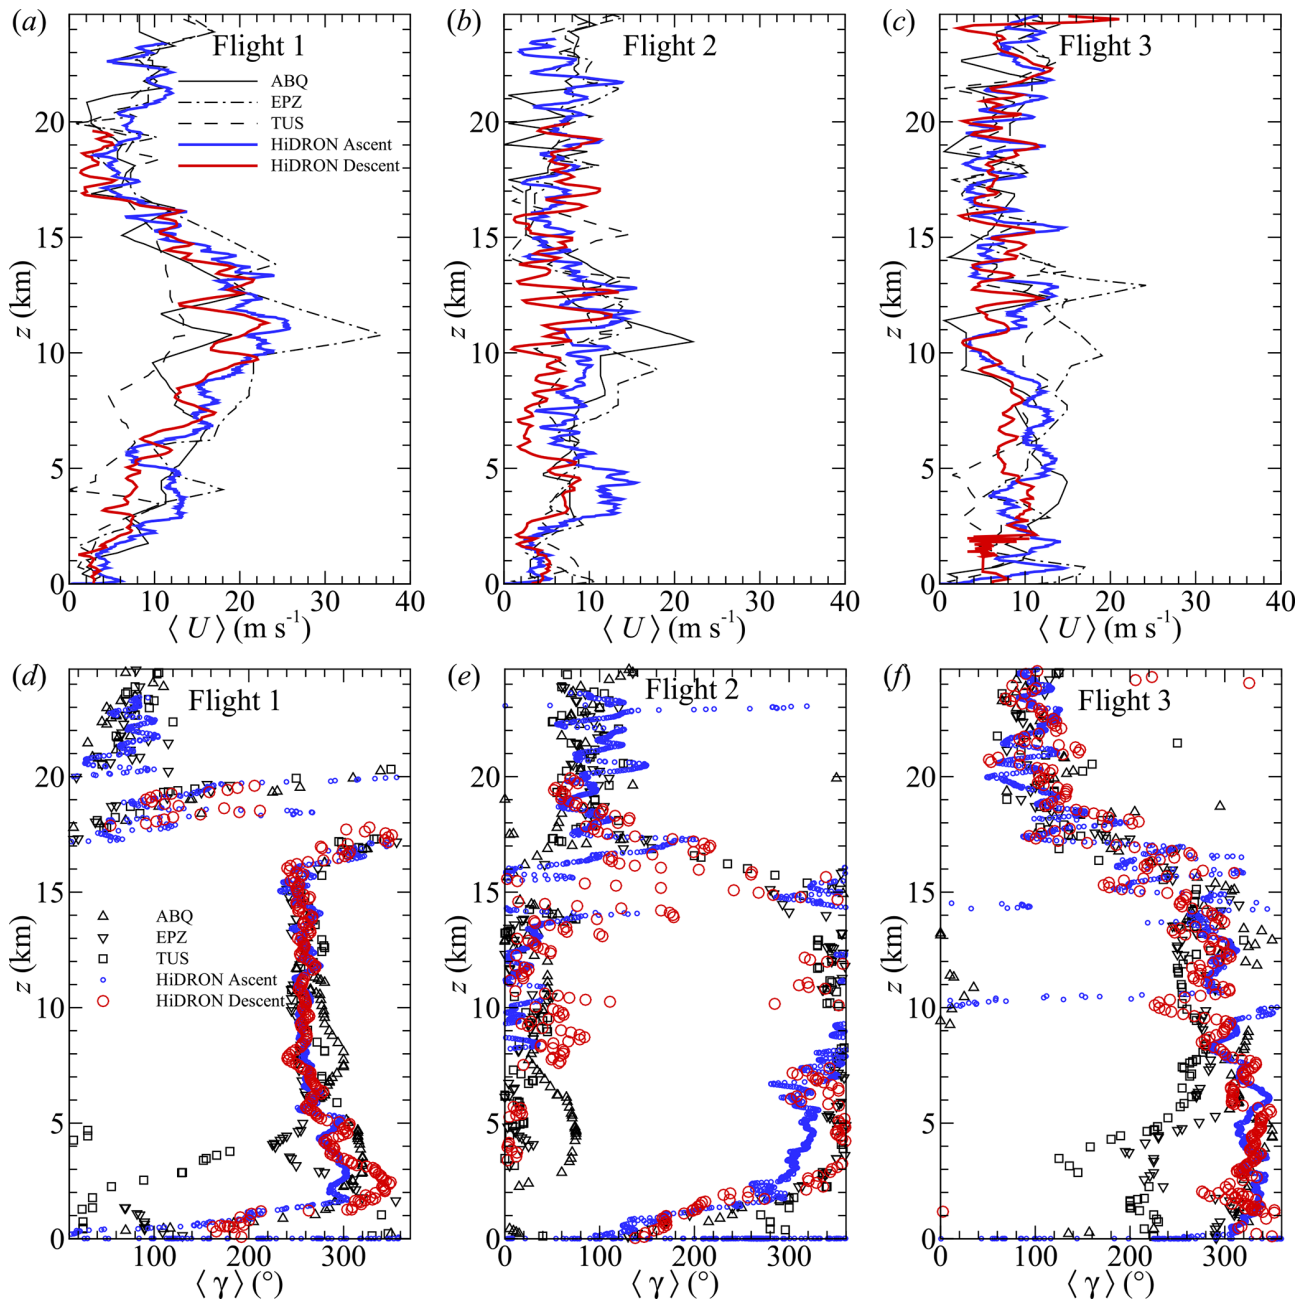 (a)
Flight 1
ABQ
EPZ
TUS
HiDRON Ascent
HiDRON Descent
20
15
10
5
0
z (km)
0 10 20 30 40
⟨ U ⟩ (m s⁻¹)
(b)
Flight 2
20
15
10
5
0
z (km)
0 10 20 30 40
⟨ U ⟩ (m s⁻¹)
(c)
Flight 3
20
15
10
5
0
z (km)
0 10 20 30 40
⟨ U ⟩ (m s⁻¹)
(d)
Flight 1
ABQ
EPZ
TUS
HiDRON Ascent
HiDRON Descent
20
15
10
5
0
z (km)
100 200 300
⟨ γ ⟩ (°)
(e)
Flight 2
20
15
10
5
0
z (km)
0 100 200 300
⟨ γ ⟩ (°)
(f)
Flight 3
20
15
10
5
0
z (km)
0 100 200 300
⟨ γ ⟩ (°)